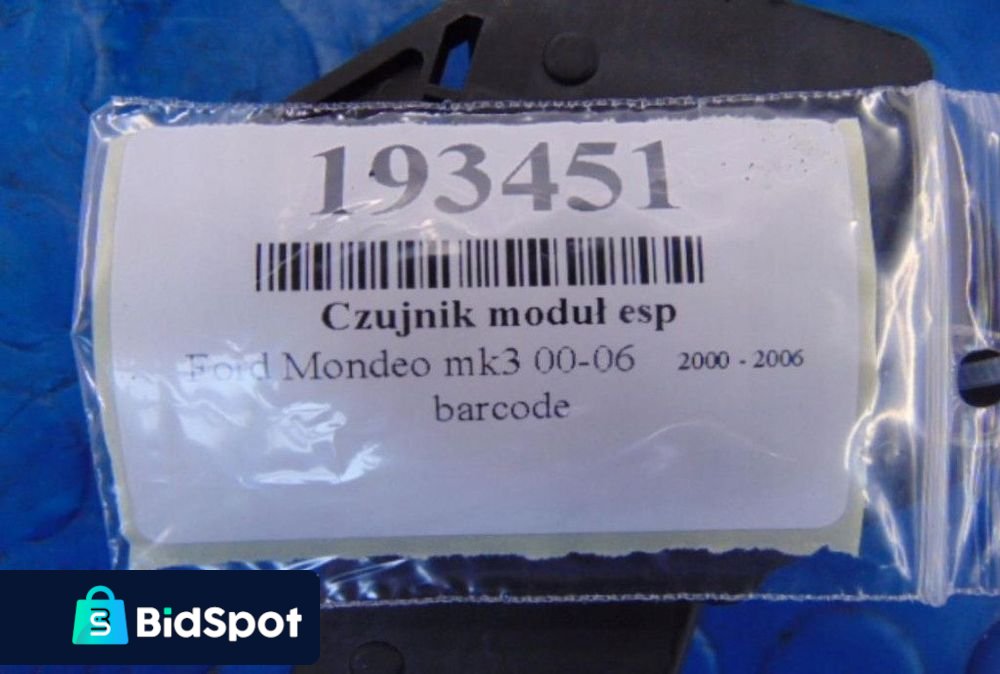 193451
Czujnik moduł esp
Ford Mondeo mk3 00-06 2000 - 2006
barcode
BidSpot